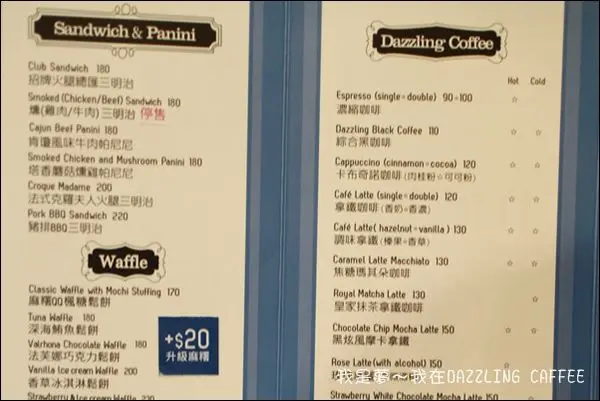 Sandwich & Panini
Club Sandwich 180
招牌火腿總匯三明治
Smoked (Chicken/Beef) Sandwich 180
燻(雞肉/牛肉)三明治 停售
Cajun Beef Panini 180
肯瓊風味牛肉帕尼尼
Smoked Chicken and Mushroom Panini 180
塔香蘑菇燻雞帕尼尼
Croque Madame 200
法式克羅夫人火腿三明治
Pork BBQ Sandwich 220
豬排BBQ三明治
Waffle
Classic Waffle with Mochi Stuffing 170
麻糬QQ楓糖鬆餅
Tuna Waffle 180
深海鮪魚鬆餅
Valrhona Chocolate Waffle 180
法芙娜巧克力鬆餅
Vanilla Ice cream Waffle 200
香草冰淇淋鬆餅
Strawberry & Ice cream Waffle
+$20
升級麻糬
Dazzling Coffee
Hot Cold
Espresso (single=double) 90=100 ☆
濃縮咖啡
Dazzling Black Coffee 110 ☆ ☆
綜合黑咖啡
Cappuccino (cinnamon=cocoa) 120 ☆ ☆
卡布奇諾咖啡(肉桂粉☆可可粉)
Café Latte (single=double) 120 ☆ ☆
拿鐵咖啡(香奶=香濃)
Café Latte( hazelnut=vanilla ) 130 ☆ ☆
調味拿鐵(榛果=香草)
Caramel Latte Macchiato 130 ☆ ☆
焦糖瑪其朵咖啡
Royal Matcha Latte 130 ☆
皇家抹茶拿鐵咖啡
Chocolate Chip Mocha Latte 150 ☆ ☆
黑炫風摩卡拿鐵
Rose Latte(with alcohol) 150 ☆
我是夢～我在DAZZLING CAFFEE
Strawberry White Chocolate Mocha Latte 150